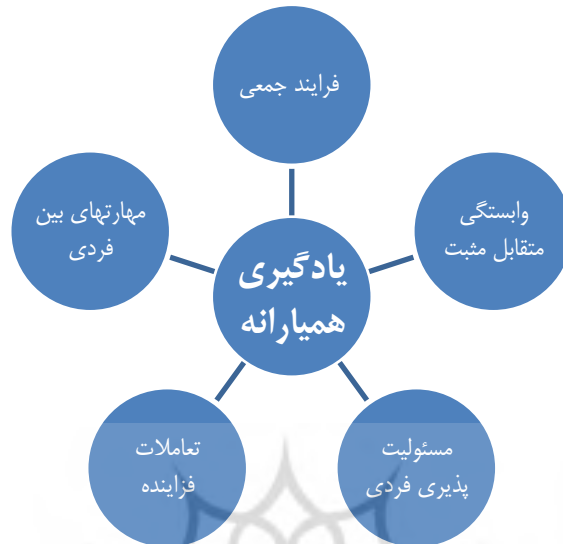 فرایند جمعی
وابستگی
متقابل مثبت
مهارتهای بین
فردی
یادگیری
همیارانه
مسئولیت
پذیری فردی
تعاملات
فزاینده